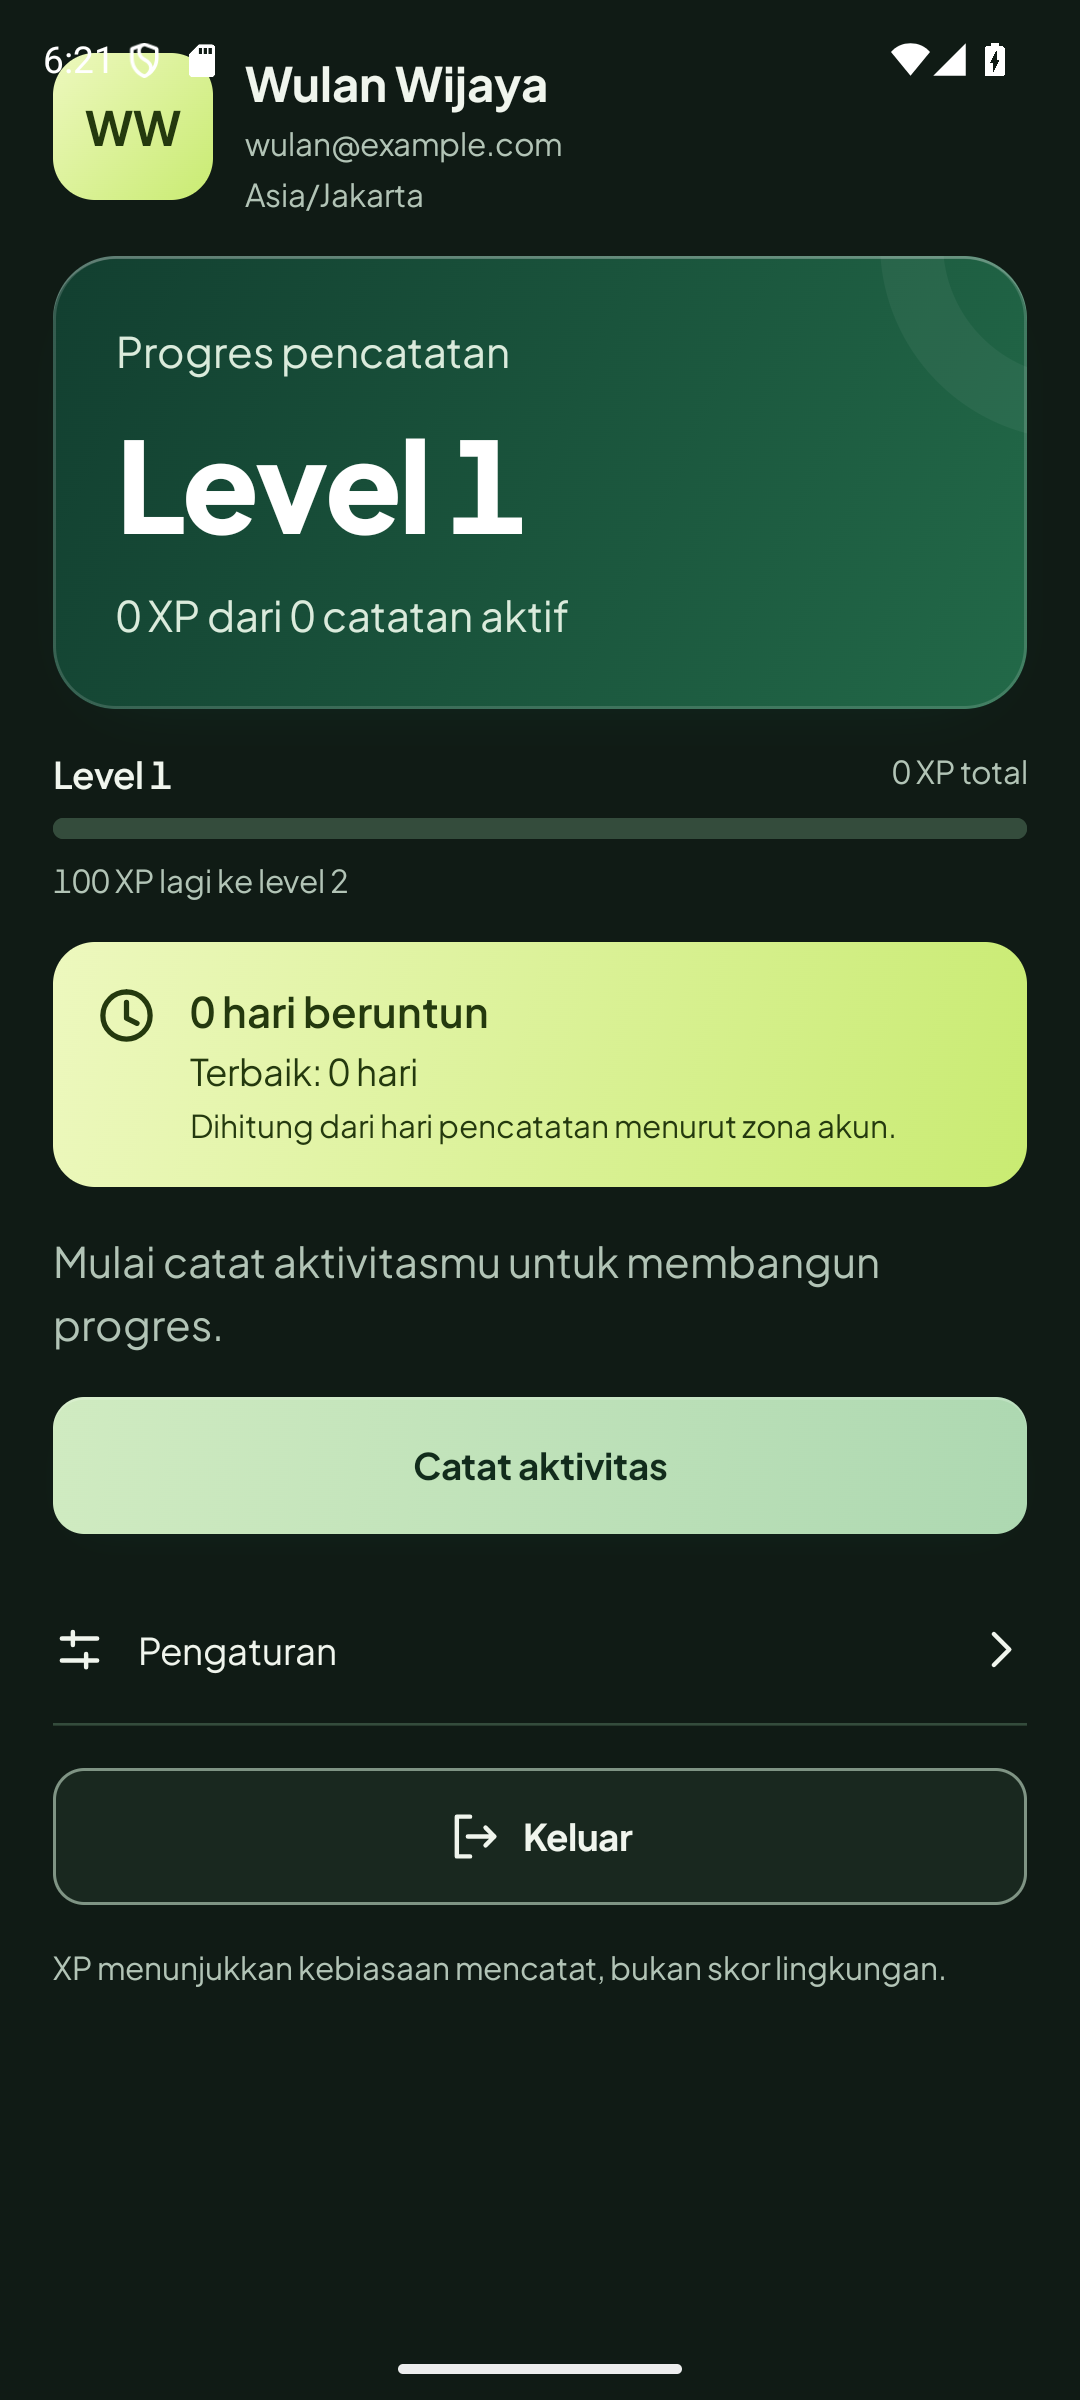 6:21
WW
Wulan Wijaya
wulan@example.com
Asia/Jakarta
Progres pencatatan
Level 1
0 XP dari 0 catatan aktif
Level 1
0 XP total
100 XP lagi ke level 2
0 hari beruntun
Terbaik: 0 hari
Dihitung dari hari pencatatan menurut zona akun.
Mulai catat aktivitasmu untuk membangun
progres.
Catat aktivitas
Pengaturan
Keluar
XP menunjukkan kebiasaan mencatat, bukan skor lingkungan.